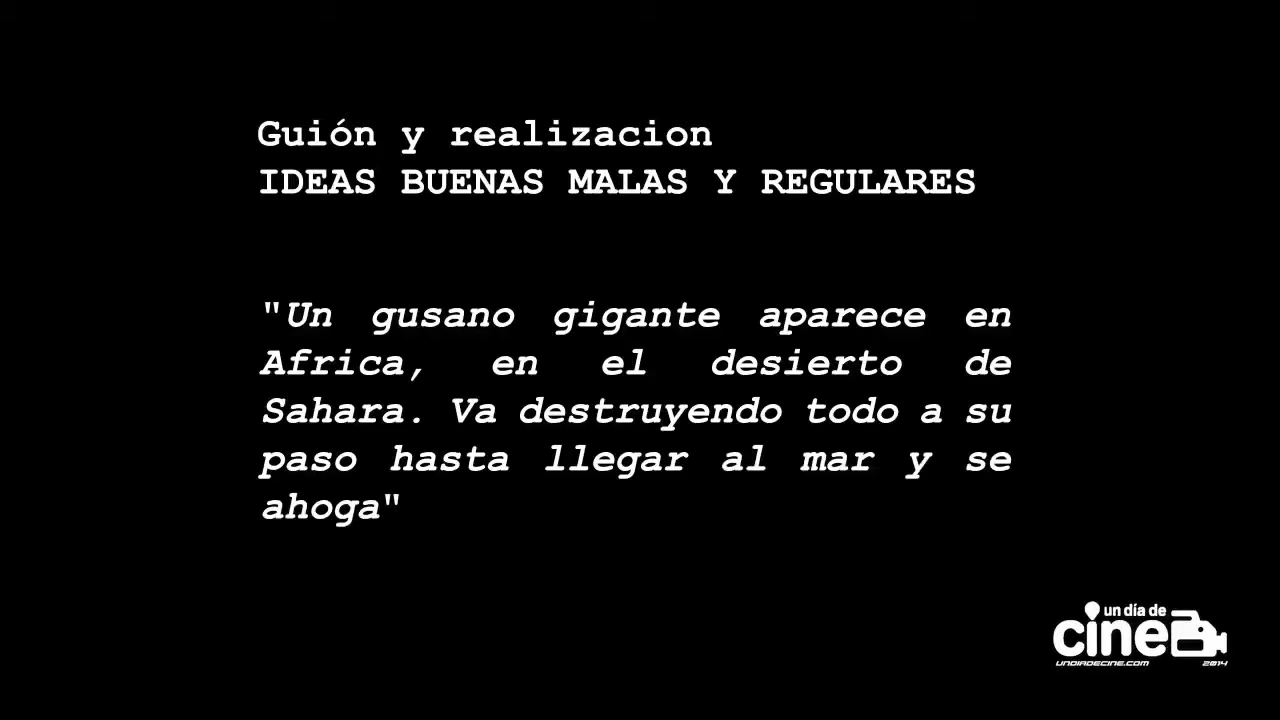 Guión y realizacion
IDEAS BUENAS MALAS Y REGULARES
"Un gusano gigante aparece en
Africa, en el desierto de
Sahara. Va destruyendo todo a su
paso hasta llegar al mar y se
ahoga"
un día de
cine
UNDIADECINE.COM 2014